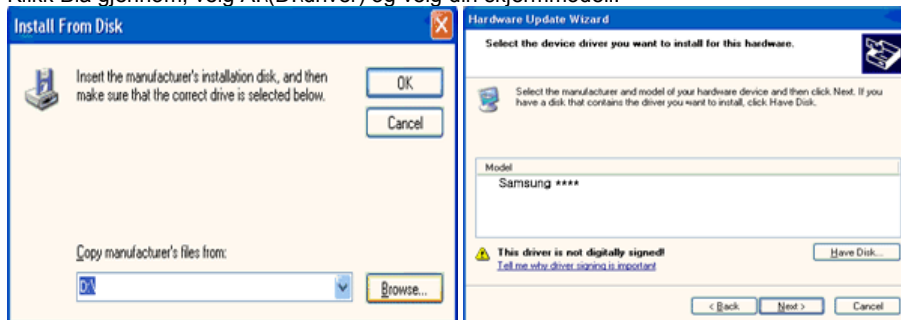 Install From Disk
Insert the manufacturer's installation disk, and then
make sure that the correct drive is selected below.
OK
Cancel
Copy manufacturer's files from:
D:\
Browse...
Hardware Update Wizard
Select the device driver you want to install for this hardware.
Select the manufacturer and model of your hardware device and then click Next. If you
have a disk that contains the driver you want to install, click Have Disk.
Model
Samsung ****
This driver is not digitally signed!
Tell me why driver signing is important
Have Disk...
< Back
Next >
Cancel